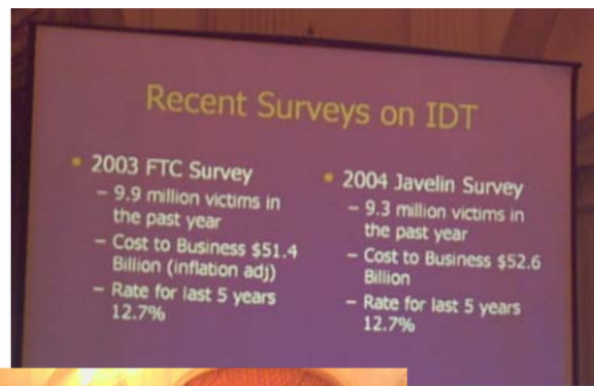 Recent Surveys on IDT
• 2003 FTC Survey
– 9.9 million victims in
the past year
– Cost to Business $51.4
Billion (inflation adj)
– Rate for last 5 years
12.7%
• 2004 Javelin Survey
– 9.3 million victims in
the past year
– Cost to Business $52.6
Billion
– Rate for last 5 years
12.7%